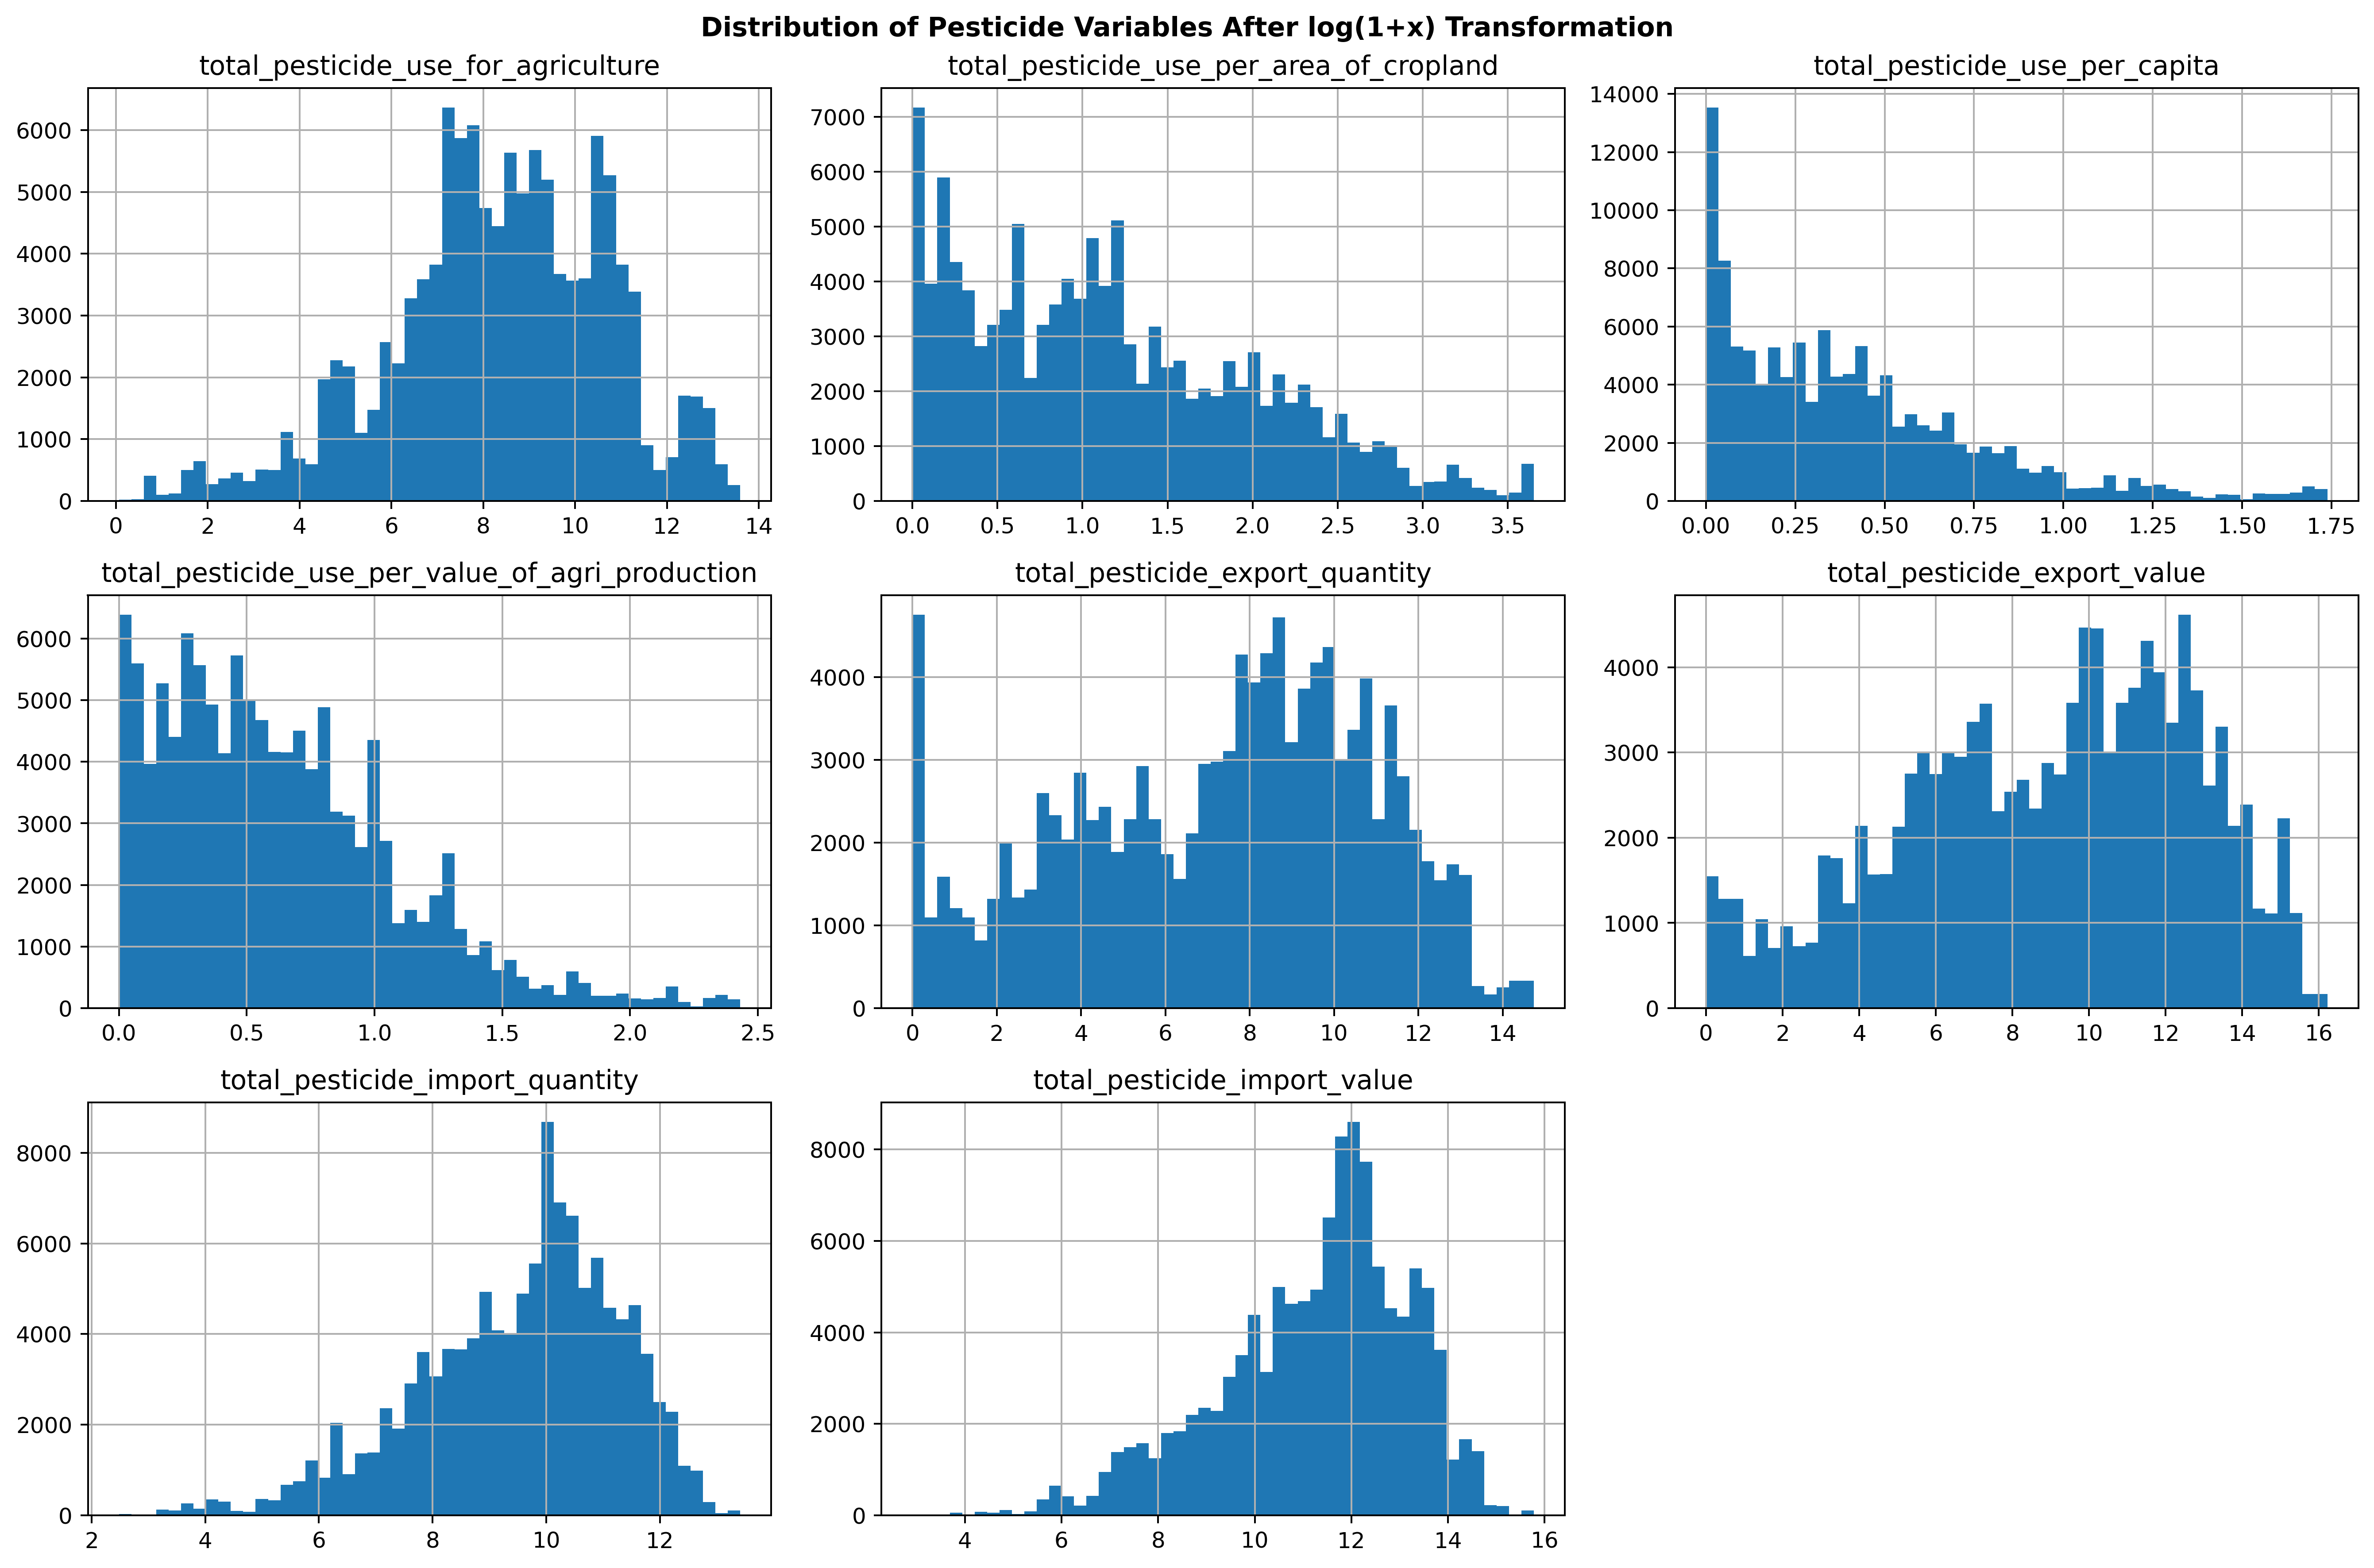 Distribution of Pesticide Variables After log(1+x) Transformation
total_pesticide_use_for_agriculture
6000
5000
4000
3000
2000
1000
0
0 2 4 6 8 10 12 14
total_pesticide_use_per_area_of_cropland
7000
6000
5000
4000
3000
2000
1000
0
0.0 0.5 1.0 1.5 2.0 2.5 3.0 3.5
total_pesticide_use_per_capita
14000
12000
10000
8000
6000
4000
2000
0
0.00 0.25 0.50 0.75 1.00 1.25 1.50 1.75
total_pesticide_use_per_value_of_agri_production
6000
5000
4000
3000
2000
1000
0
0.0 0.5 1.0 1.5 2.0 2.5
total_pesticide_export_quantity
4000
3000
2000
1000
0
0 2 4 6 8 10 12 14
total_pesticide_export_value
4000
3000
2000
1000
0
0 2 4 6 8 10 12 14 16
total_pesticide_import_quantity
8000
6000
4000
2000
0
2 4 6 8 10 12
total_pesticide_import_value
8000
6000
4000
2000
0
4 6 8 10 12 14 16